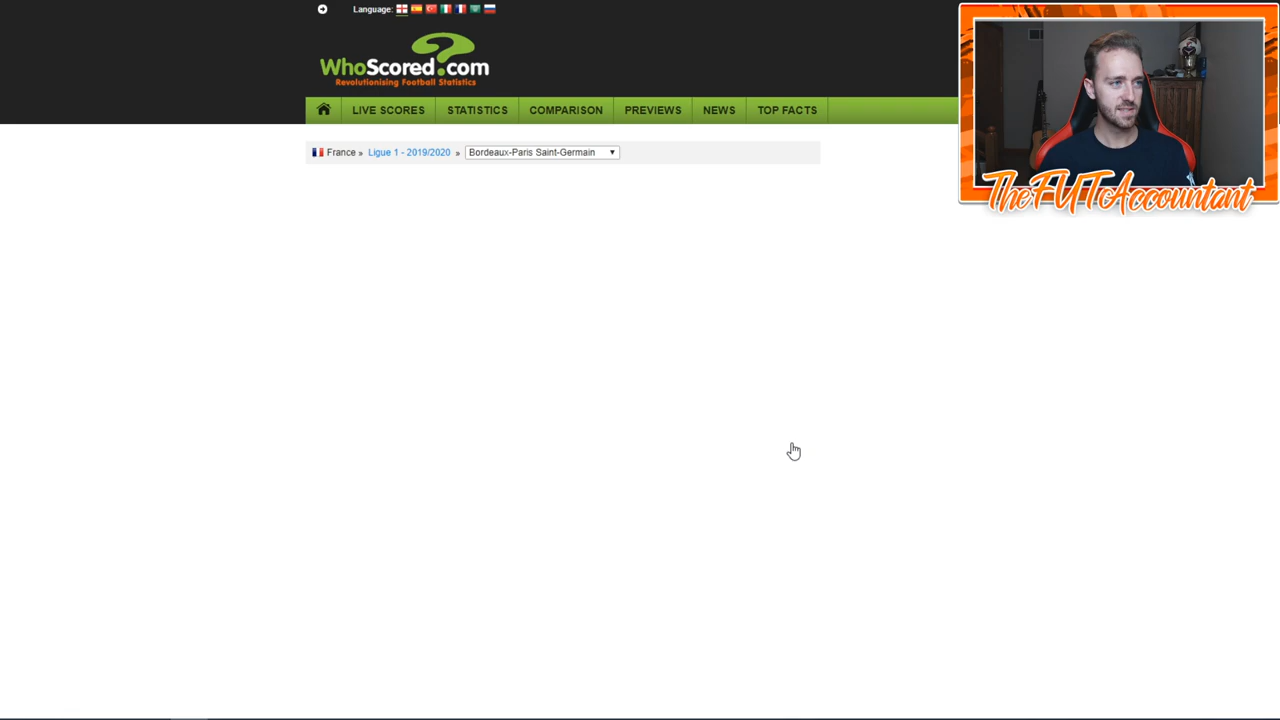 Language:
WhoScored.com
Revolutionising Football Statistics
LIVE SCORES STATISTICS COMPARISON PREVIEWS NEWS TOP FACTS
France » Ligue 1 - 2019/2020 » Bordeaux-Paris Saint-Germain
TheFUTAccountant